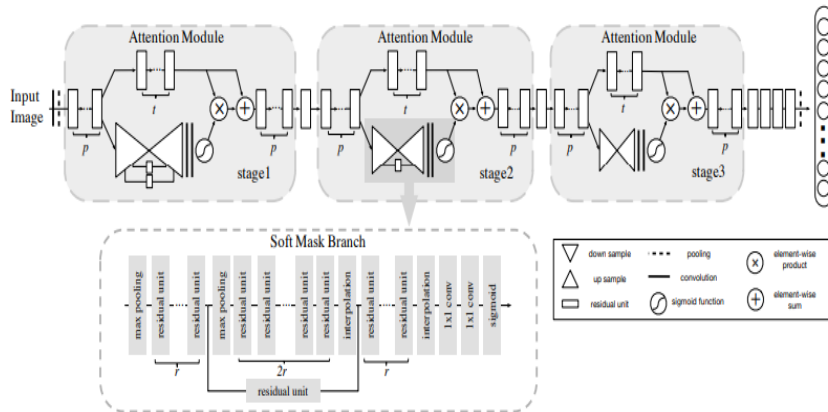 Attention Module
Attention Module
Attention Module
Input
Image
t
t
t
p
p
p
p
p
p
stage1
stage2
stage3
Soft Mask Branch
max pooling
residual unit
residual unit
max pooling
residual unit
residual unit
residual unit
residual unit
interpolation
residual unit
residual unit
interpolation
1x1 conv
1x1 conv
sigmoid
r
2r
r
residual unit
down sample
pooling
element-wise
product
up sample
convolution
residual unit
sigmoid function
element-wise
sum